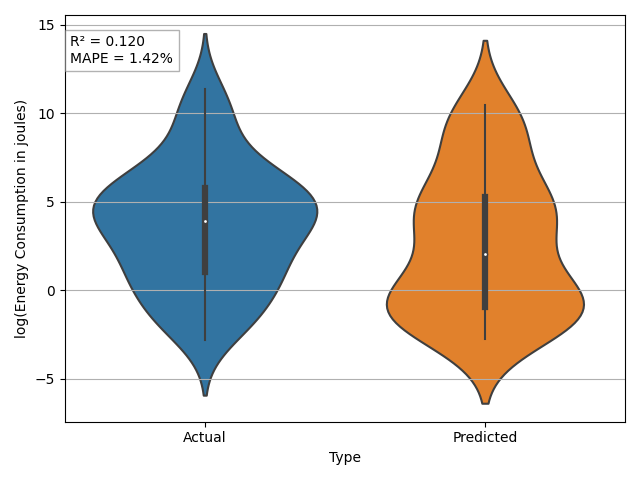 R² = 0.120
MAPE = 1.42%
log(Energy Consumption in joules)
15
10
5
0
−5
Actual
Predicted
Type